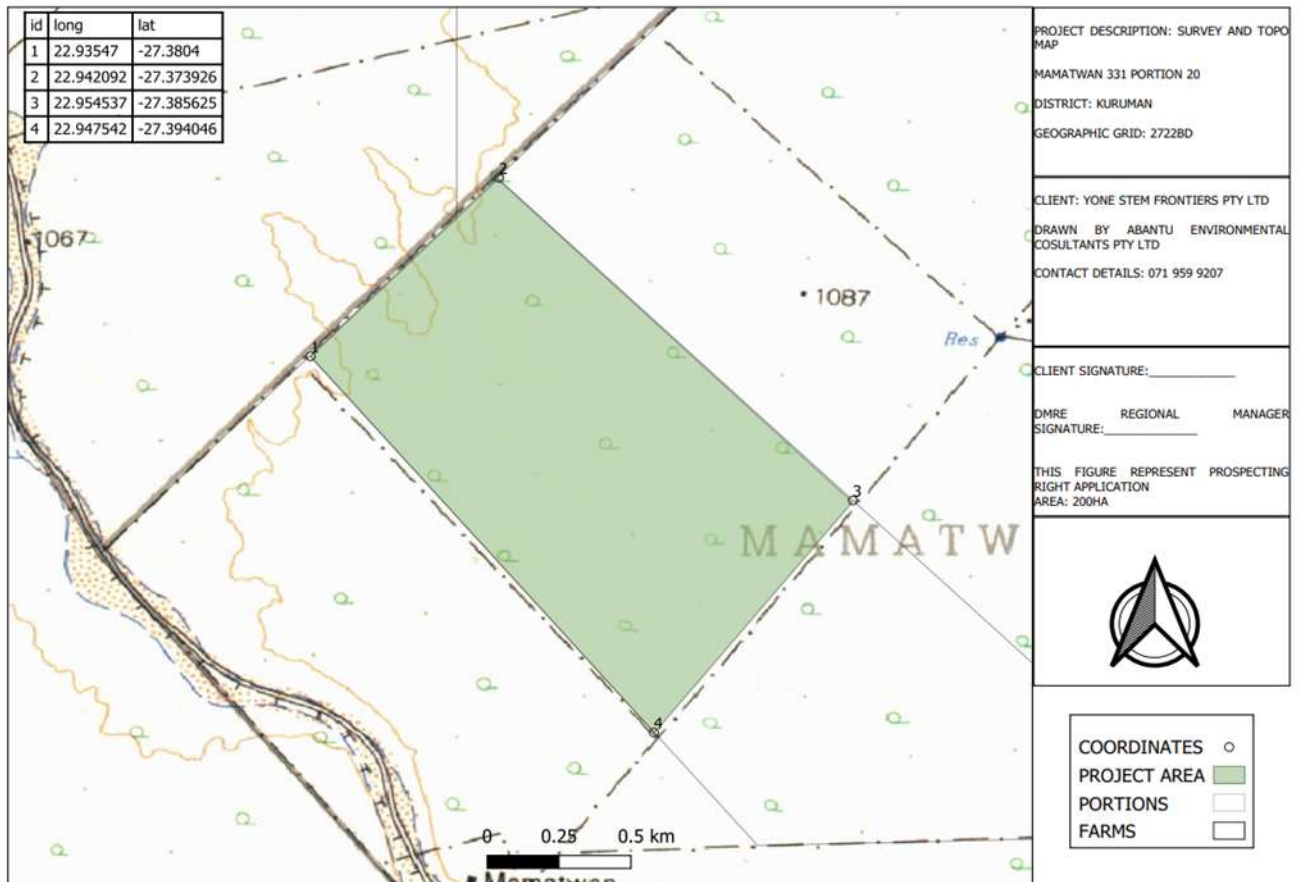 id long lat
1 22.93547 -27.3804
2 22.942092 -27.373926
3 22.954537 -27.385625
4 22.947542 -27.394046
1067
1
2
1087
Res
3
MAMATW
4
0 0.25 0.5 km
Mamatwan
PROJECT DESCRIPTION: SURVEY AND TOPO
MAP
MAMATWAN 331 PORTION 20
DISTRICT: KURUMAN
GEOGRAPHIC GRID: 2722BD
CLIENT: YONE STEM FRONTIERS PTY LTD
DRAWN BY ABANTU ENVIRONMENTAL
COSULTANTS PTY LTD
CONTACT DETAILS: 071 959 9207
CLIENT SIGNATURE:____________
DMRE REGIONAL MANAGER
SIGNATURE:_____________
THIS FIGURE REPRESENT PROSPECTING
RIGHT APPLICATION
AREA: 200HA
COORDINATES
PROJECT AREA
PORTIONS
FARMS